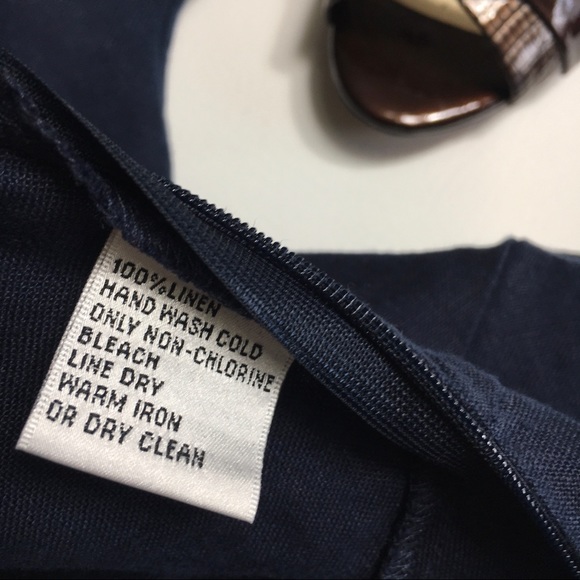 100% LINEN
HAND WASH COLD
ONLY NON-CHLORINE
BLEACH
LINE DRY
WARM IRON
OR DRY CLEAN